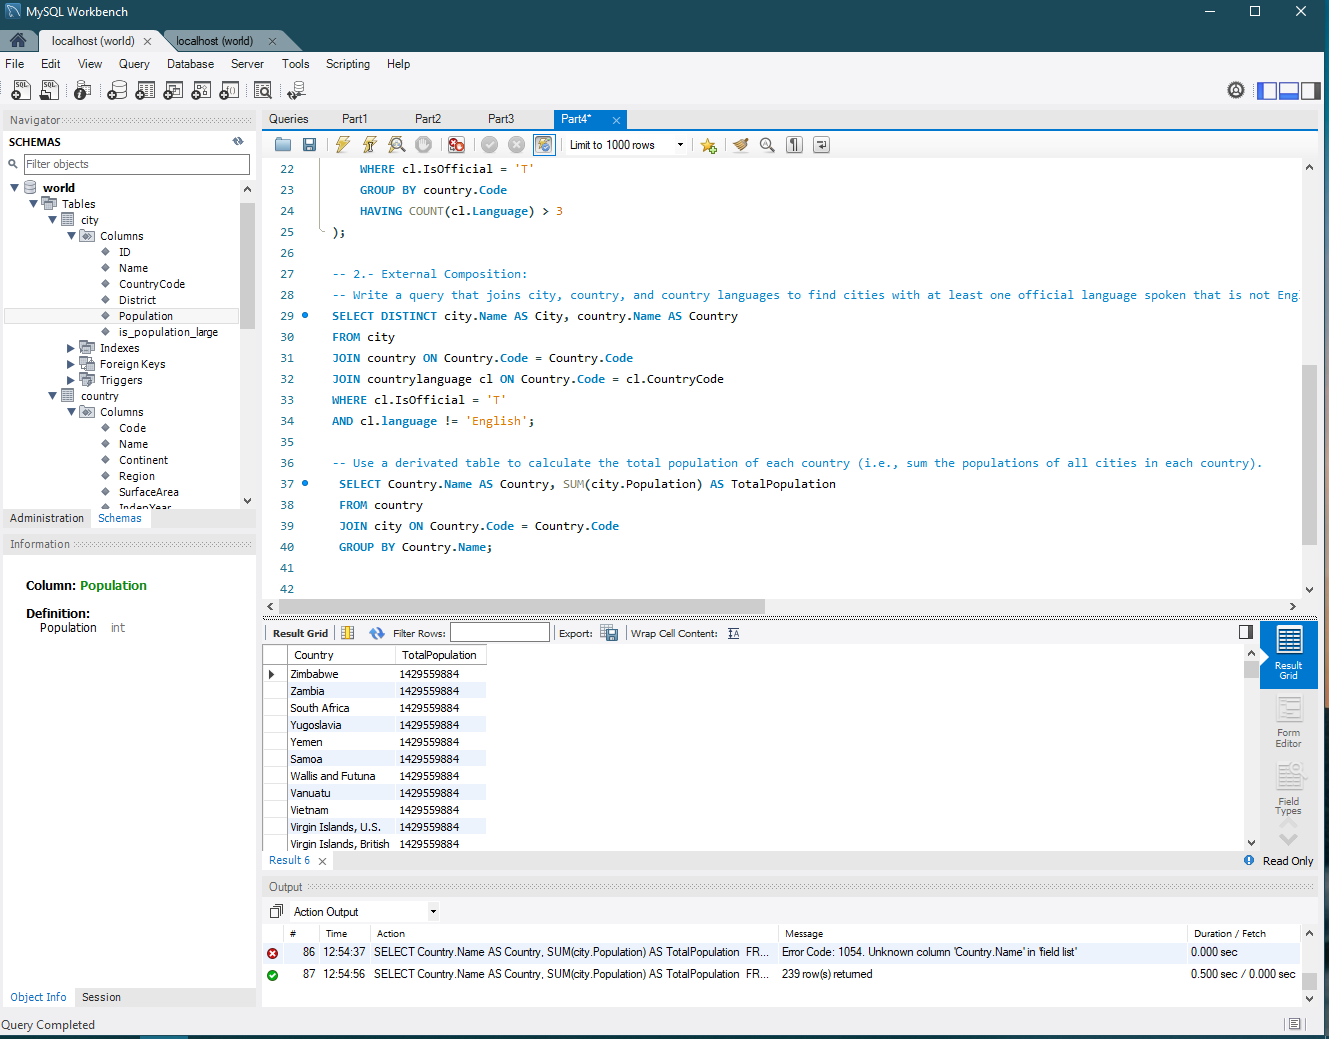 MySQL Workbench
localhost (world)
localhost (world)
File Edit View Query Database Server Tools Scripting Help
Navigator
SCHEMAS
Filter objects
world
Tables
city
Columns
ID
Name
CountryCode
District
Population
is_population_large
Indexes
Foreign Keys
Triggers
country
Columns
Code
Name
Continent
Region
SurfaceArea
IndepYear
Administration Schemas
Information
Column: Population
Definition:
Population int
Object Info Session
Queries Part1 Part2 Part3 Part4*
Limit to 1000 rows
22 WHERE cl.IsOfficial = 'T'
23 GROUP BY country.Code
24 HAVING COUNT(cl.Language) > 3
25 );
26
27 -- 2.- External Composition:
28 -- Write a query that joins city, country, and country languages to find cities with at least one official language spoken that is not Engl
29 SELECT DISTINCT city.Name AS City, country.Name AS Country
30 FROM city
31 JOIN country ON Country.Code = Country.Code
32 JOIN countrylanguage cl ON Country.Code = cl.CountryCode
33 WHERE cl.IsOfficial = 'T'
34 AND cl.language != 'English';
35
36 -- Use a derivated table to calculate the total population of each country (i.e., sum the populations of all cities in each country).
37 SELECT Country.Name AS Country, SUM(city.Population) AS TotalPopulation
38 FROM country
39 JOIN city ON Country.Code = Country.Code
40 GROUP BY Country.Name;
41
42
Result Grid Filter Rows: Export: Wrap Cell Content:
Country TotalPopulation
Zimbabwe 1429559884
Zambia 1429559884
South Africa 1429559884
Yugoslavia 1429559884
Yemen 1429559884
Samoa 1429559884
Wallis and Futuna 1429559884
Vanuatu 1429559884
Vietnam 1429559884
Virgin Islands, U.S. 1429559884
Virgin Islands, British 1429559884
Result
Grid
Form
Editor
Field
Types
Result 6
Read Only
Output
Action Output
# Time Action Message Duration / Fetch
86 12:54:37 SELECT Country.Name AS Country, SUM(city.Population) AS TotalPopulation FR... Error Code: 1054. Unknown column 'Country.Name' in 'field list' 0.000 sec
87 12:54:56 SELECT Country.Name AS Country, SUM(city.Population) AS TotalPopulation FR... 239 row(s) returned 0.500 sec / 0.000 sec
Query Completed